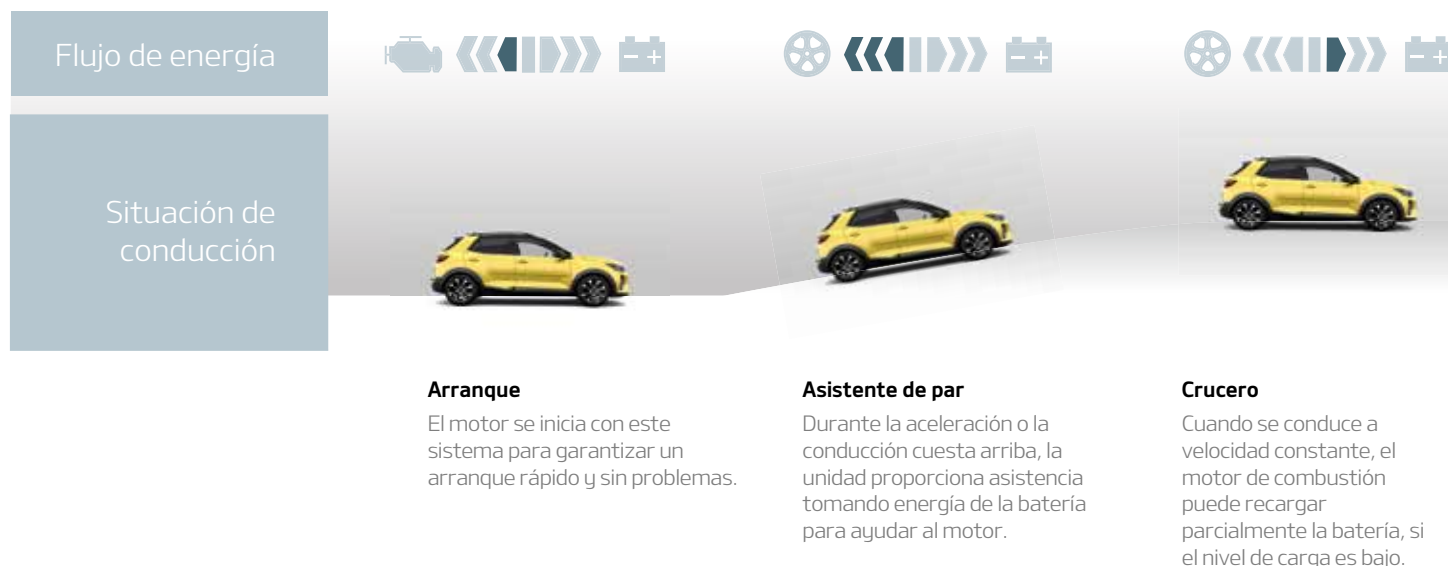 Flujo de energía
Situación de
conducción
Arranque
El motor se inicia con este
sistema para garantizar un
arranque rápido y sin problemas.
Asistente de par
Durante la aceleración o la
conducción cuesta arriba, la
unidad proporciona asistencia
tomando energía de la batería
para ayudar al motor.
Crucero
Cuando se conduce a
velocidad constante, el
motor de combustión
puede recargar
parcialmente la batería, si
el nivel de carga es bajo.